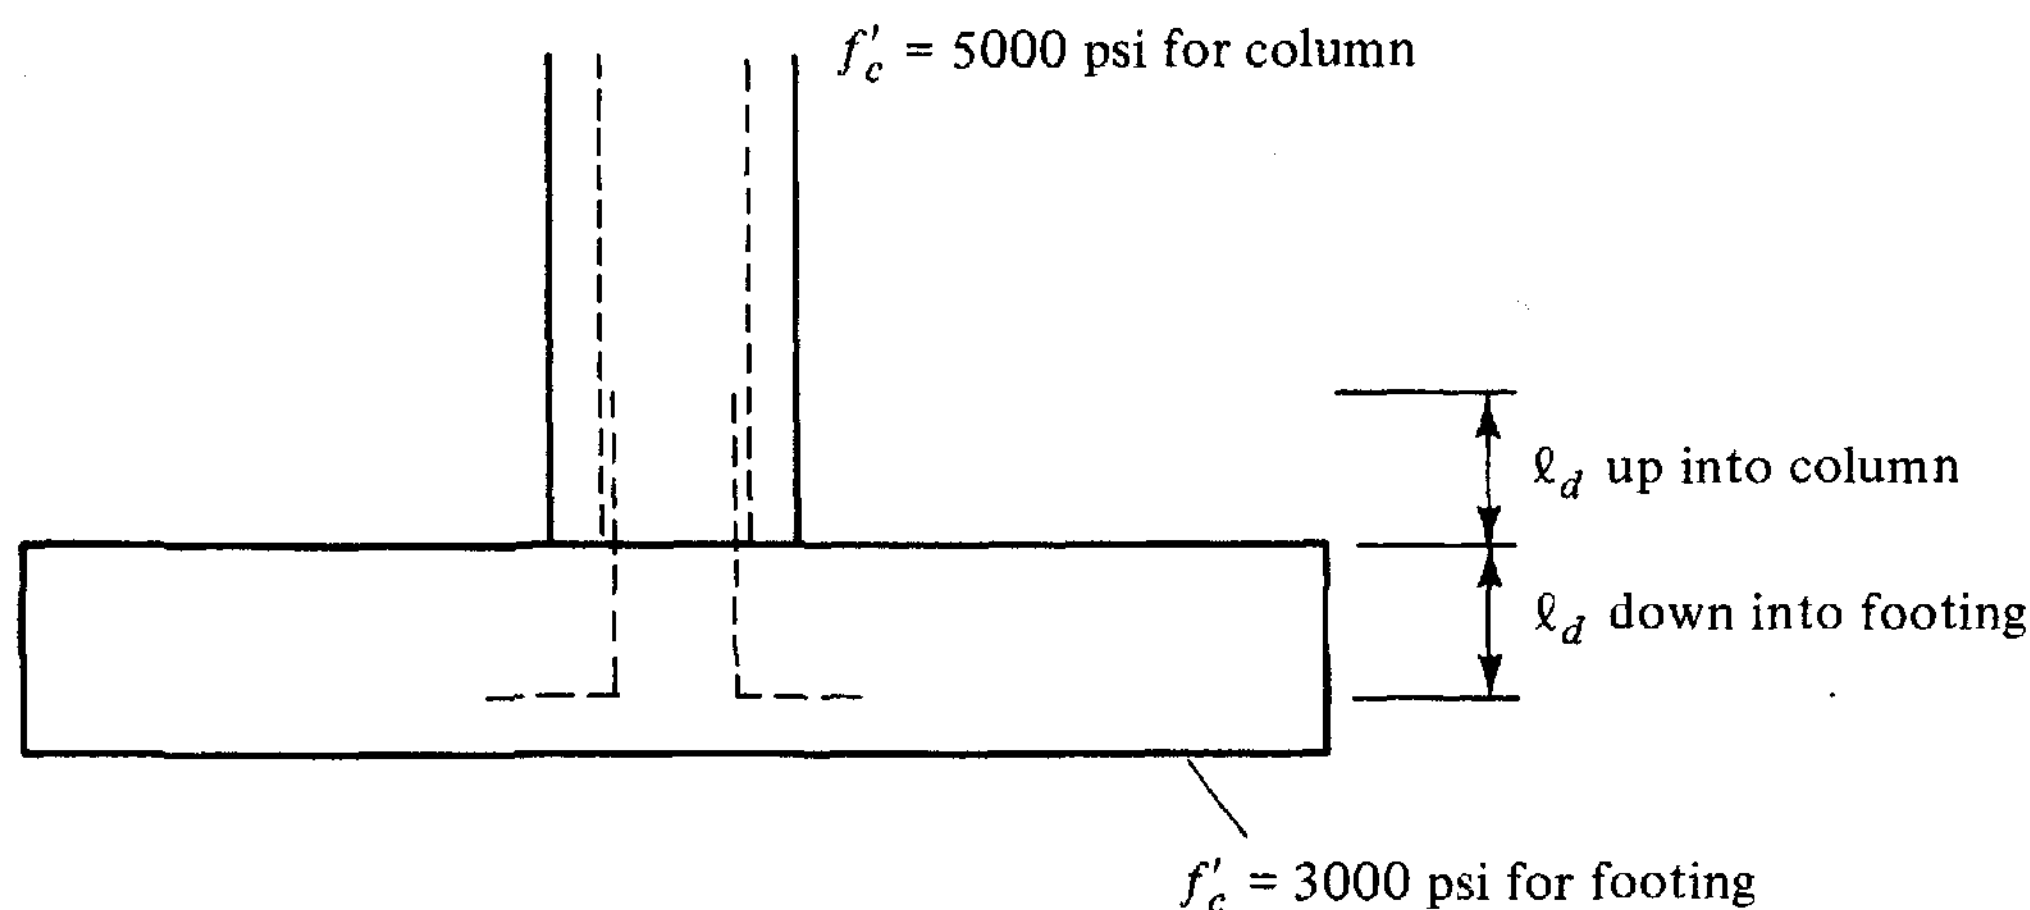 f'c = 5000 psi for column
ℓd up into column
ℓd down into footing
f'c = 3000 psi for footing